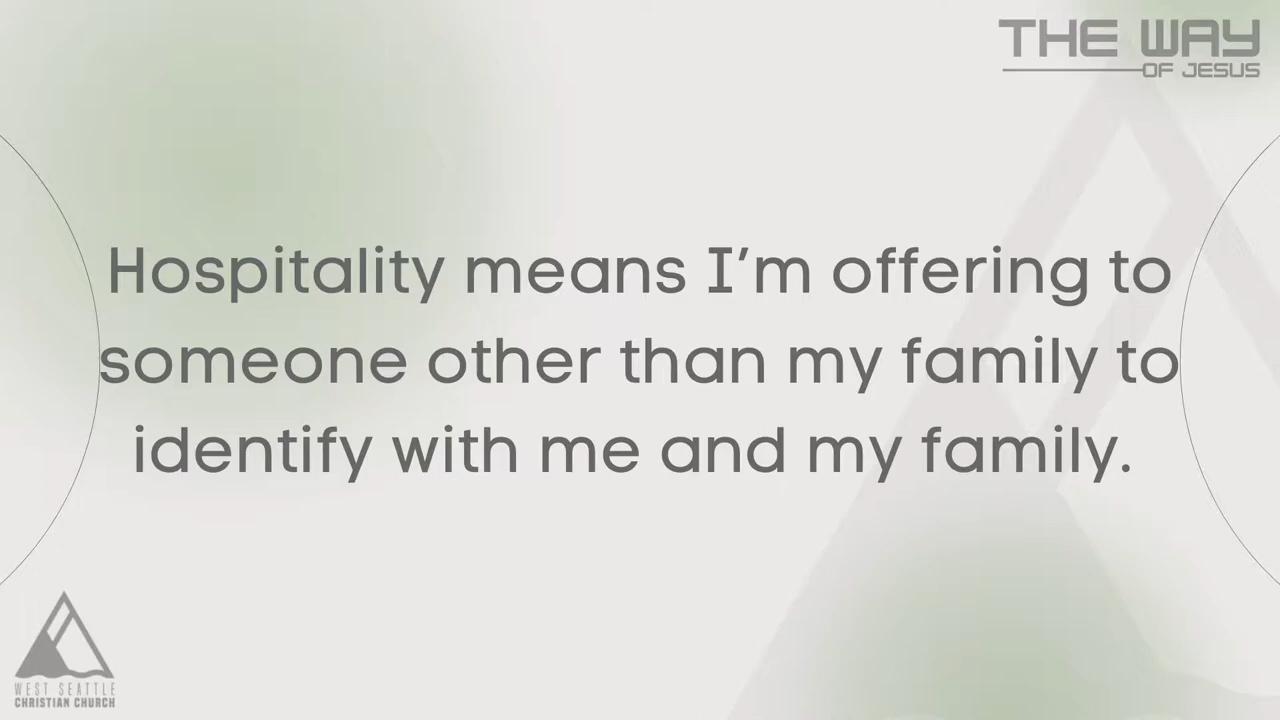 THE WAY
OF JESUS
Hospitality means I'm offering to
someone other than my family to
identify with me and my family.
WEST SEATTLE
CHRISTIAN CHURCH